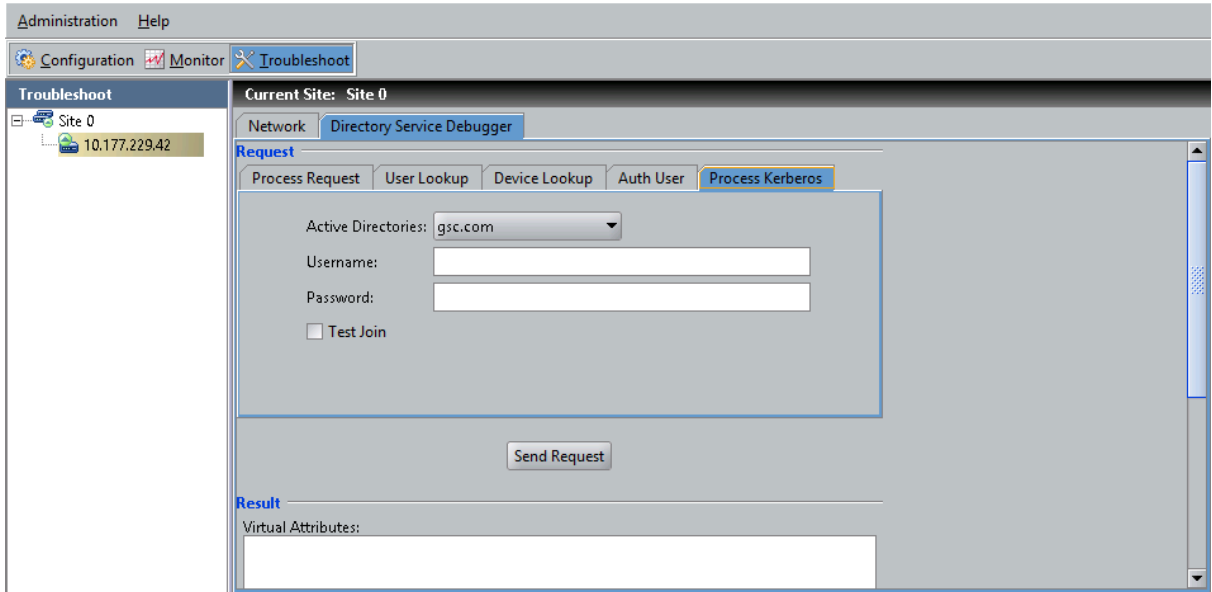 Administration Help
Configuration Monitor Troubleshoot
Troubleshoot
Site 0
10.177.229.42
Current Site: Site 0
Network Directory Service Debugger
Request
Process Request User Lookup Device Lookup Auth User Process Kerberos
Active Directories: gsc.com
Username:
Password:
Test Join
Send Request
Result
Virtual Attributes: